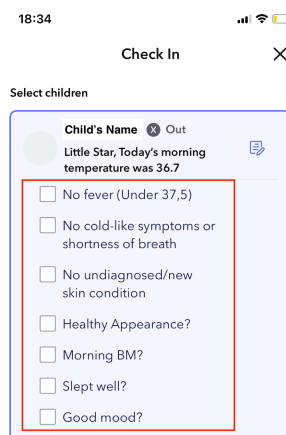 18:34
Check In
Select children
Child's Name X Out
Little Star, Today's morning
temperature was 36.7
No fever (Under 37,5)
No cold-like symptoms or
shortness of breath
No undiagnosed/new
skin condition
Healthy Appearance?
Morning BM?
Slept well?
Good mood?